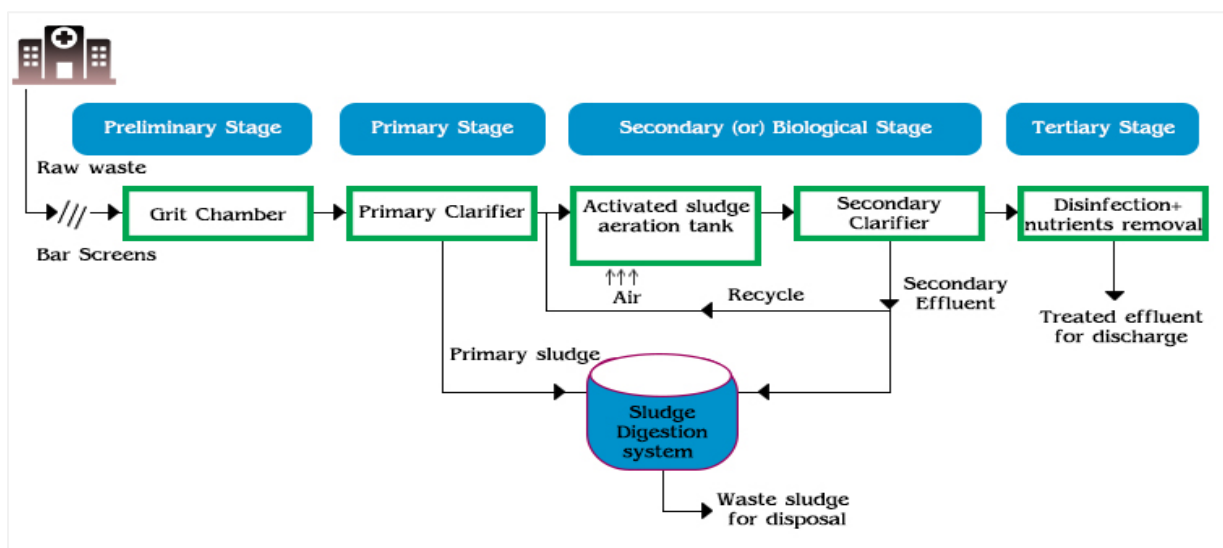 Preliminary Stage
Primary Stage
Secondary (or) Biological Stage
Tertiary Stage
Raw waste
Bar Screens
Grit Chamber
Primary Clarifier
Activated sludge
aeration tank
Secondary
Clarifier
Disinfection+
nutrients removal
Air
Recycle
Secondary
Effluent
Treated effluent
for discharge
Primary sludge
Sludge
Digestion
system
Waste sludge
for disposal